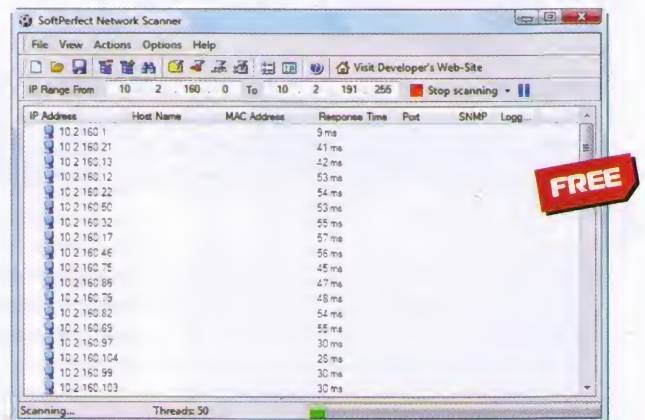 SoftPerfect Network Scanner
File View Actions Options Help
Visit Developer's Web-Site
IP Range From 10 . 2 . 160 . 0 To 10 . 2 . 191 . 255 Stop scanning
IP Address Host Name MAC Address Response Time Port SNMP Logg...
10.2.160.1 9 ms
10.2.160.21 41 ms
10.2.160.13 42 ms
10.2.160.12 53 ms
10.2.160.22 54 ms
10.2.160.50 53 ms
10.2.160.32 55 ms
10.2.160.17 57 ms
10.2.160.46 56 ms
10.2.160.75 45 ms
10.2.160.86 47 ms
10.2.160.79 48 ms
10.2.160.82 54 ms
10.2.160.65 55 ms
10.2.160.97 30 ms
10.2.160.104 28 ms
10.2.160.99 30 ms
10.2.160.103 30 ms
FREE
Scanning... Threads: 50